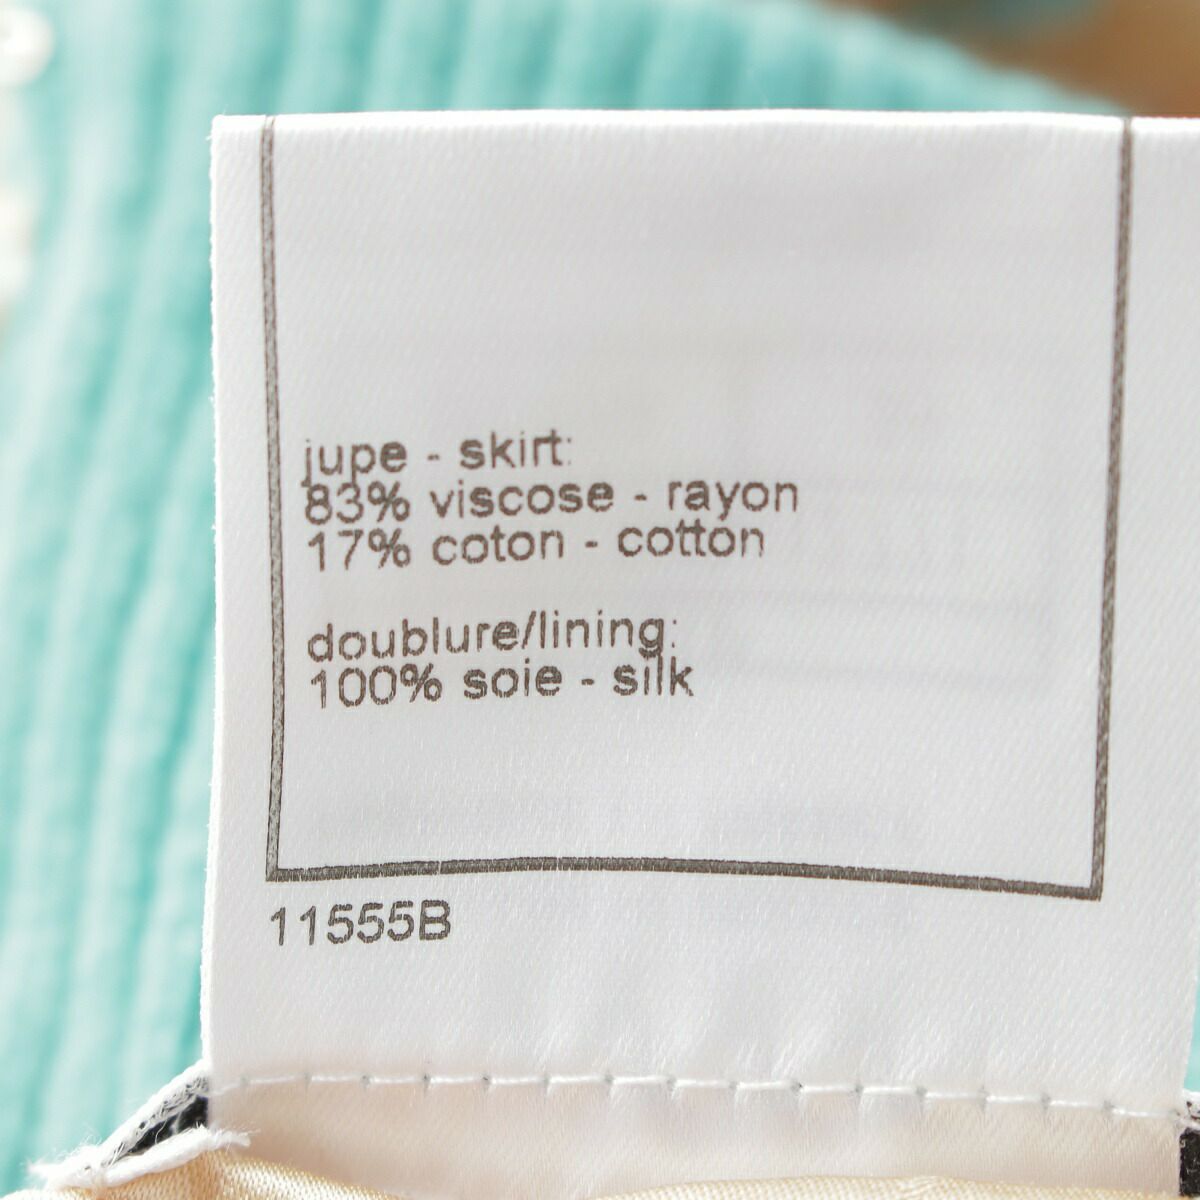 jupe - skirt:
83% viscose - rayon
17% coton - cotton
doublure/lining:
100% soie - silk
11555B